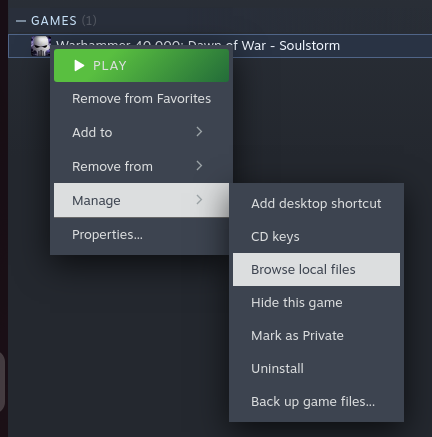 — GAMES (1)
Warhammer 40,000: Dawn of War - Soulstorm
PLAY
Remove from Favorites
Add to
Remove from
Manage
Properties...
Add desktop shortcut
CD keys
Browse local files
Hide this game
Mark as Private
Uninstall
Back up game files...